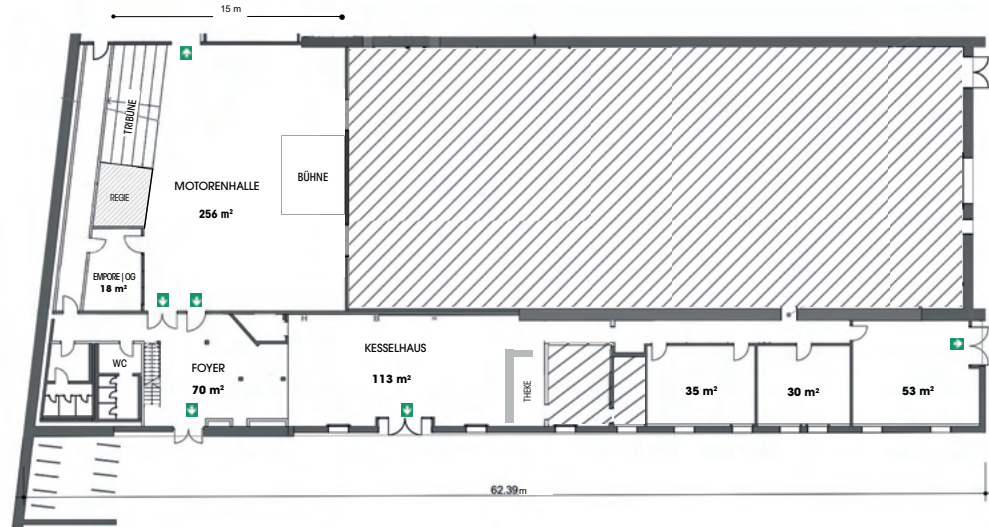 15 m
TRIBÜNE
REGIE
MOTORENHALLE
256 m²
BÜHNE
EMPORE | OG
18 m²
WC
FOYER
70 m²
KESSELHAUS
113 m²
THEKE
35 m²
30 m²
53 m²
62.39m